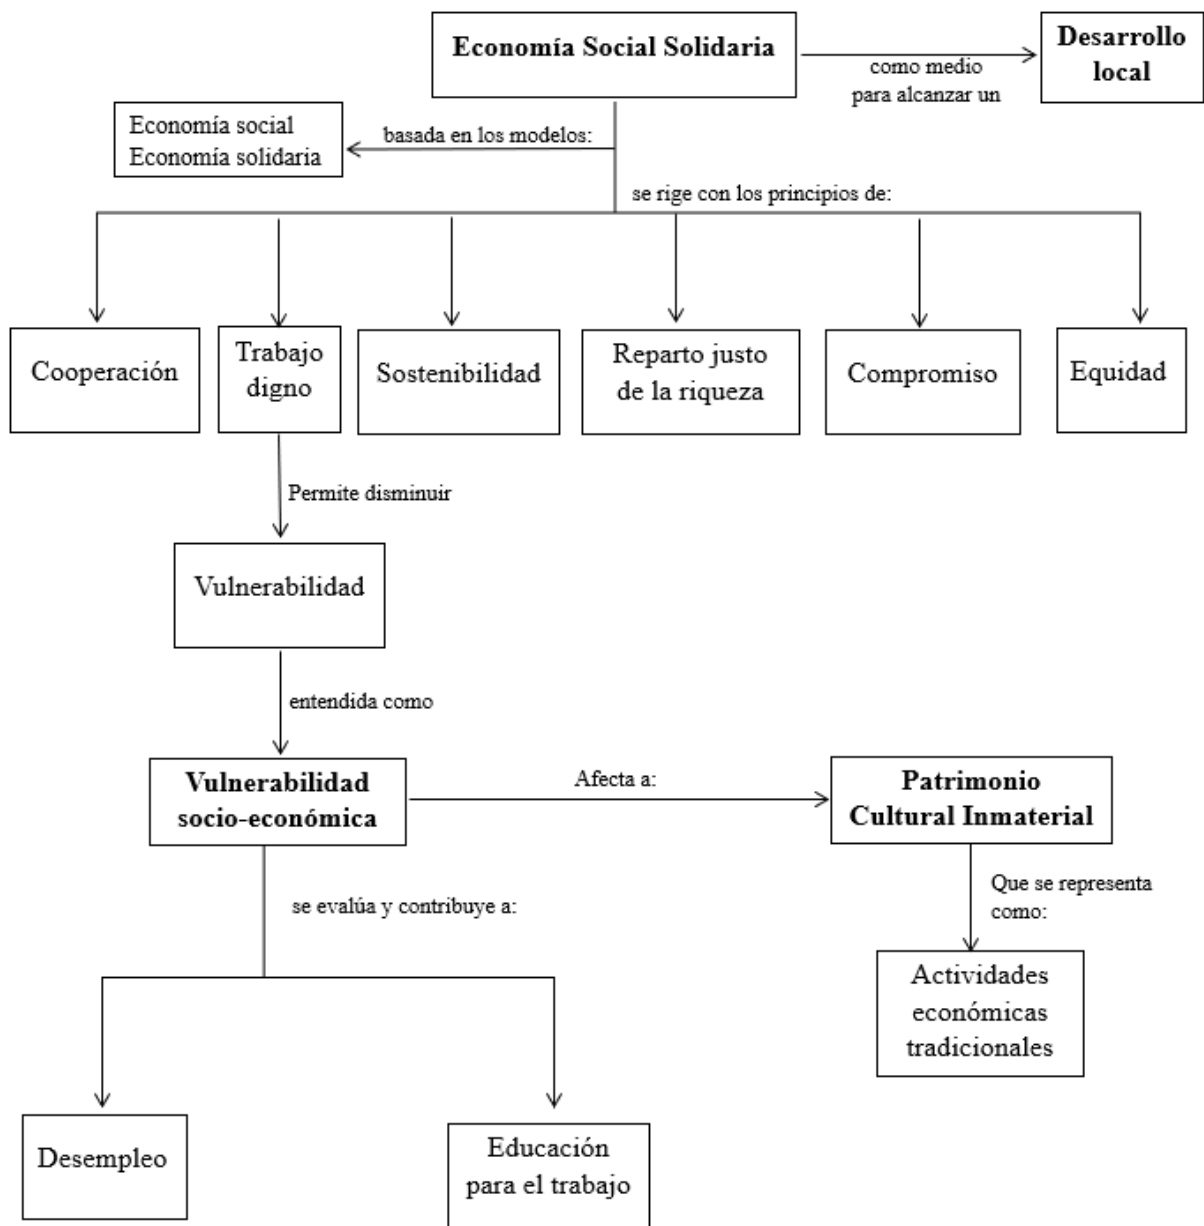 Economía Social Solidaria
como medio
para alcanzar un
Desarrollo
local
Economía social
Economía solidaria
basada en los modelos:
se rige con los principios de:
Cooperación
Trabajo
digno
Sostenibilidad
Reparto justo
de la riqueza
Compromiso
Equidad
Permite disminuir
Vulnerabilidad
entendida como
Vulnerabilidad
socio-económica
Afecta a:
Patrimonio
Cultural Inmaterial
se evalúa y contribuye a:
Que se representa
como:
Actividades
económicas
tradicionales
Desempleo
Educación
para el trabajo